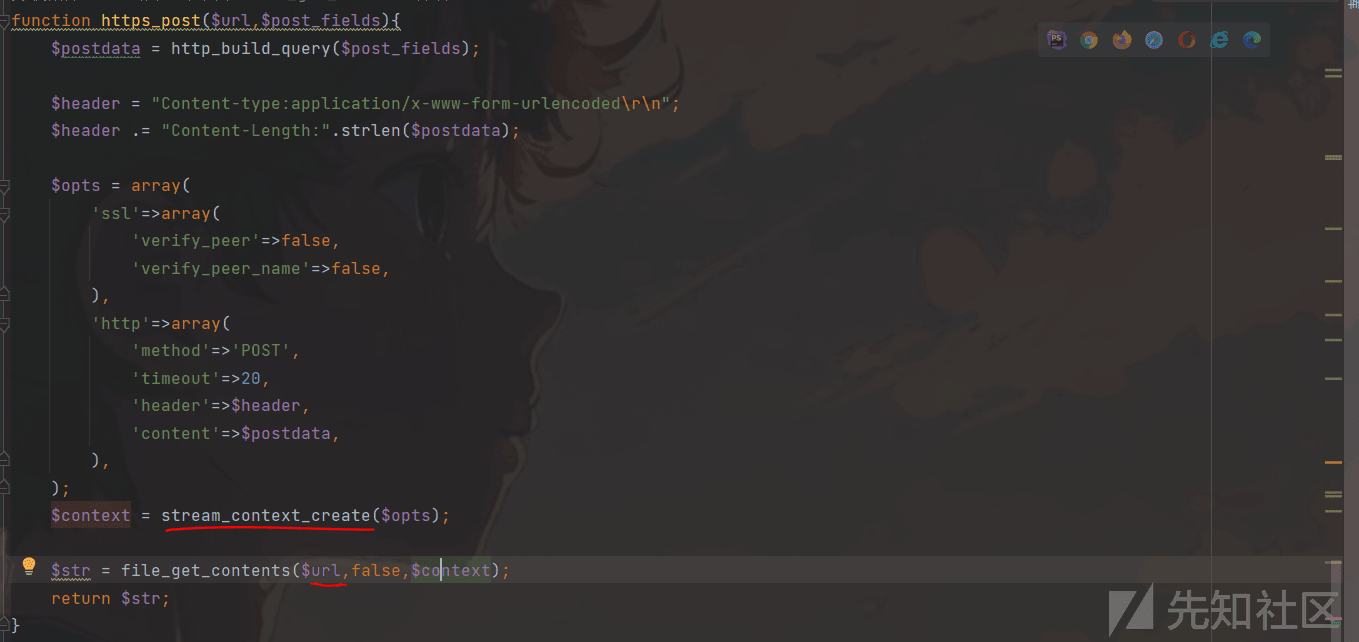 function https_post($url,$post_fields){
    $postdata = http_build_query($post_fields);
    $header = "Content-type:application/x-www-form-urlencoded\r\n";
    $header .= "Content-Length:".strlen($postdata);
    $opts = array(
        'ssl'=>array(
            'verify_peer'=>false,
            'verify_peer_name'=>false,
        ),
        'http'=>array(
            'method'=>'POST',
            'timeout'=>20,
            'header'=>$header,
            'content'=>$postdata,
        ),
    );
    $context = stream_context_create($opts);
    $str = file_get_contents($url,false,$context);
    return $str;
}
PS
先知社区